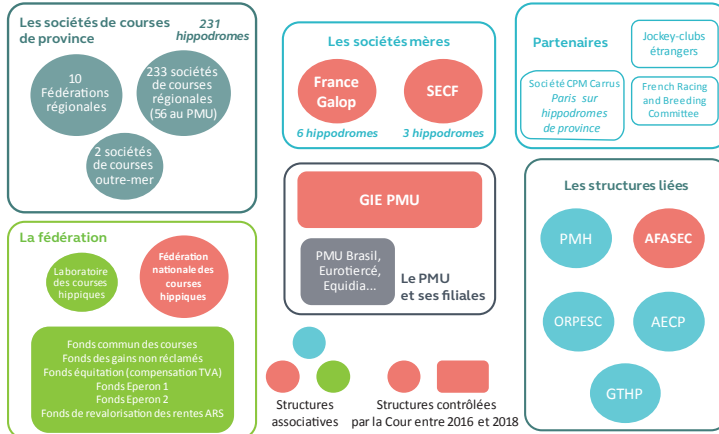 Les sociétés de courses
de province
231
hippodromes
10
Fédérations
régionales
233 sociétés
de courses
régionales
(56 au PMU)
2 sociétés
de courses
outre-mer
Les sociétés mères
France
Galop
SECF
6 hippodromes
3 hippodromes
Partenaires
Jockey-clubs
étrangers
Société CPM Carrus
Paris sur
hippodromes
de province
French Racing
and Breeding
Committee
La fédération
Laboratoire
des courses
hippiques
Fédération
nationale des
courses
hippiques
Fonds commun des courses
Fonds des gains non réclamés
Fonds équitation (compensation TVA)
Fonds Eperon 1
Fonds Eperon 2
Fonds de revalorisation des rentes ARS
GIE PMU
PMU Brasil,
Eurotiercé,
Equidia...
Le PMU
et ses filiales
Les structures liées
PMH
AFASEC
ORPESC
AECP
GTHP
Structures
associatives
Structures contrôlées
par la Cour entre 2016 et 2018